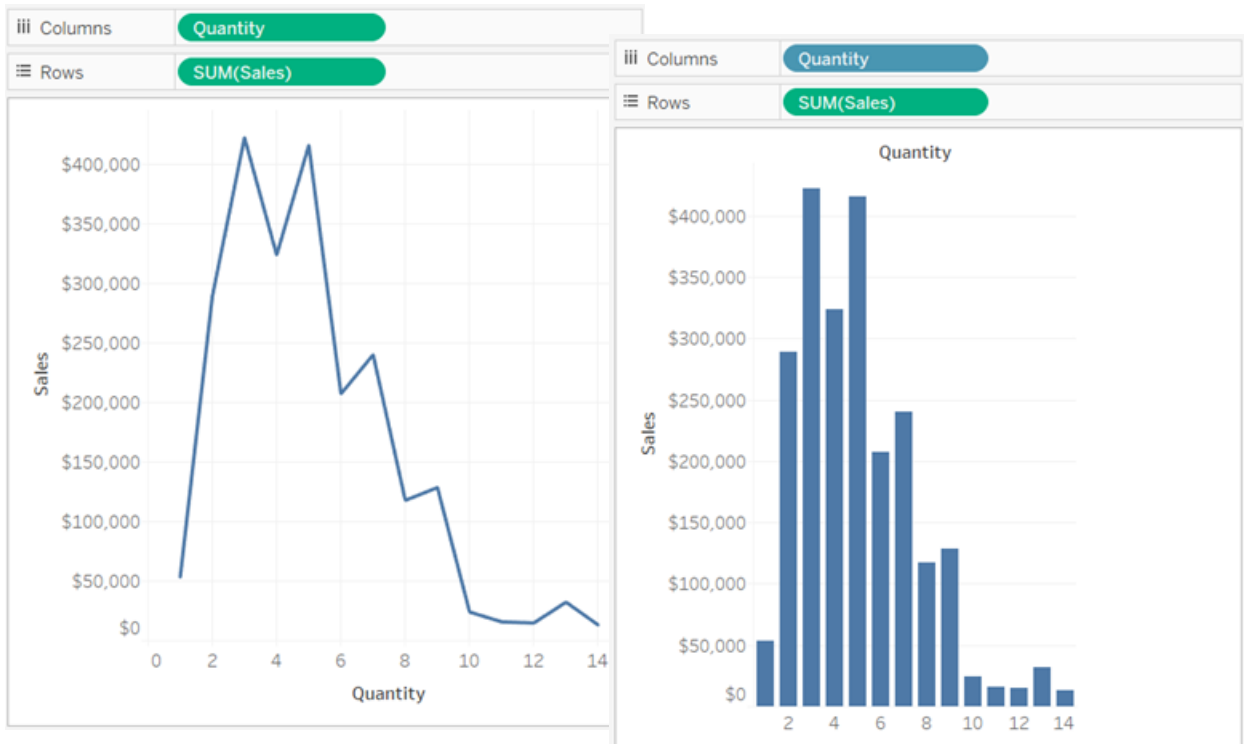 Columns Quantity
Rows SUM(Sales)
$400,000
$350,000
$300,000
$250,000
$200,000
$150,000
$100,000
$50,000
$0
Sales
0 2 4 6 8 10 12 14
Quantity
Columns Quantity
Rows SUM(Sales)
Quantity
$400,000
$350,000
$300,000
$250,000
$200,000
$150,000
$100,000
$50,000
$0
Sales
2 4 6 8 10 12 14